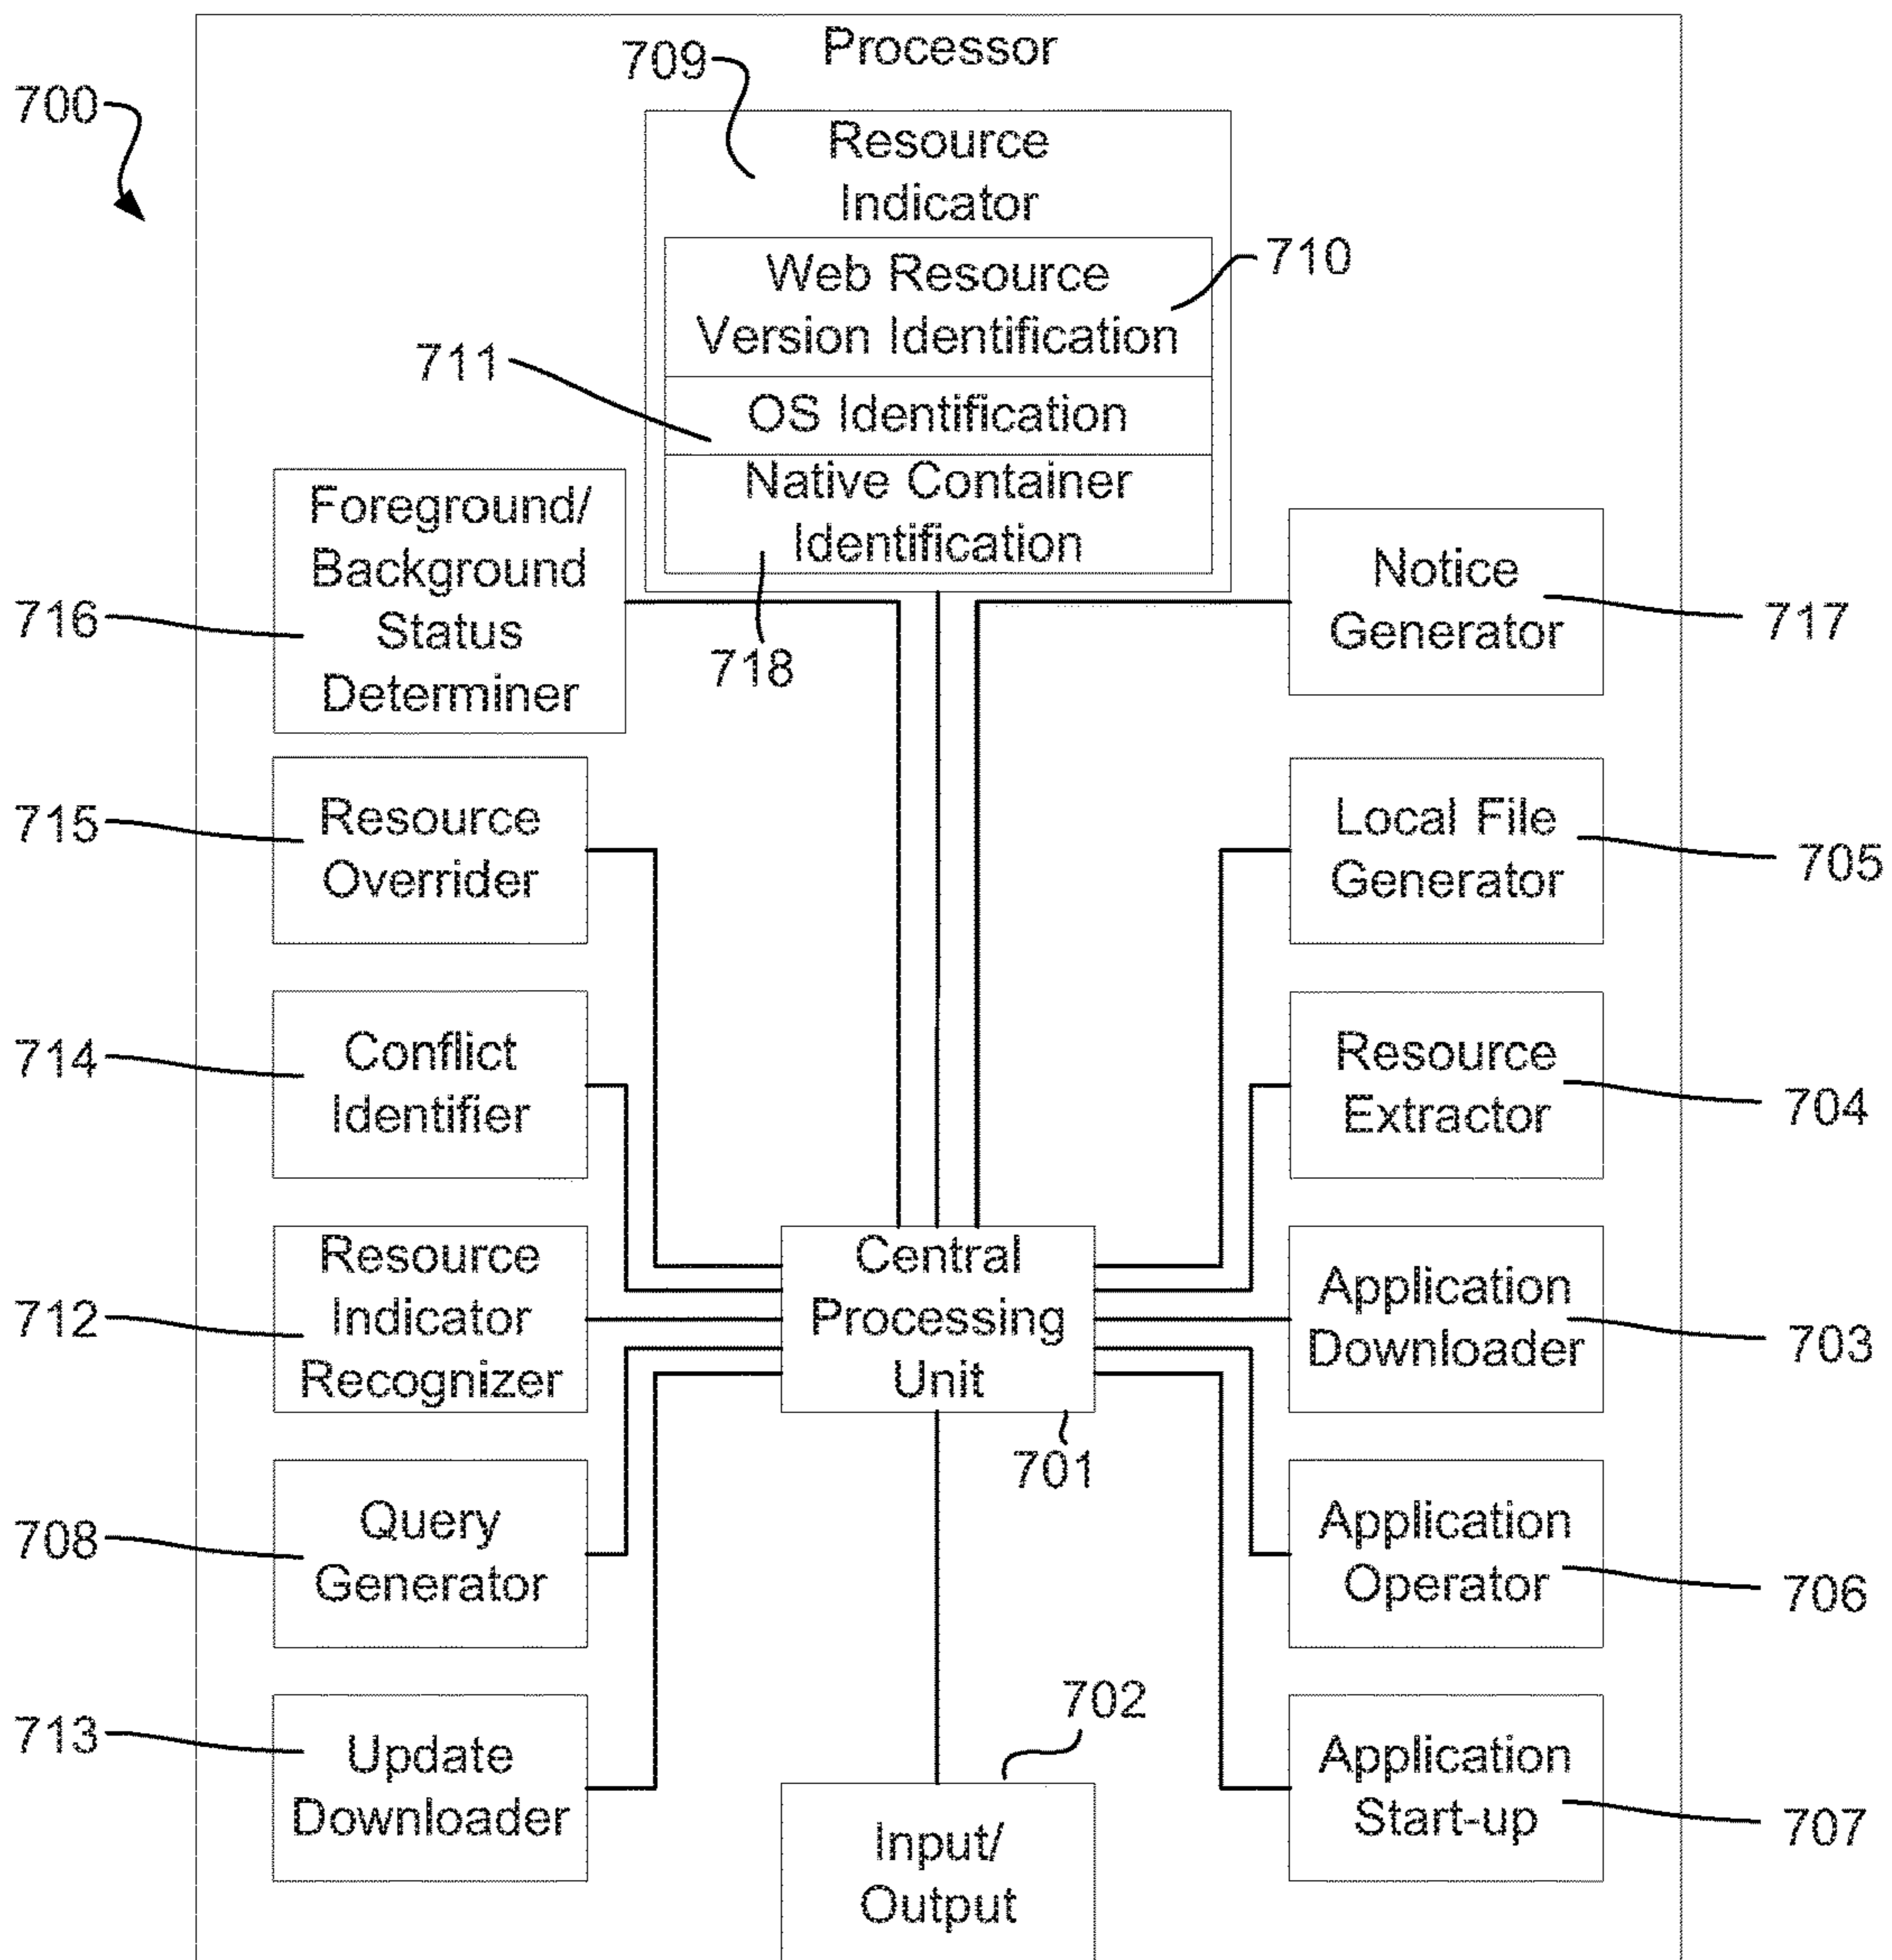 Processor
700
709
Resource
Indicator
Web Resource
Version Identification
710
711
OS Identification
Native Container
Identification
718
Foreground/
Background
Status
Determiner
716
Notice
Generator
717
Resource
Overrider
715
Local File
Generator
705
Conflict
Identifier
714
Resource
Extractor
704
Resource
Indicator
Recognizer
712
Central
Processing
Unit
701
Application
Downloader
703
Query
Generator
708
Application
Operator
706
Update
Downloader
713
702
Input/
Output
Application
Start-up
707